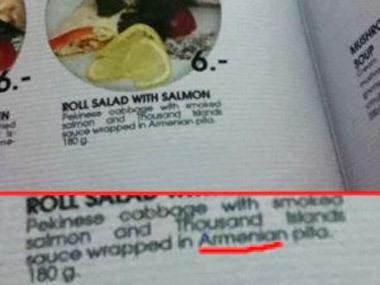 6.-
6.-
ROLL SALAD WITH SALMON
Pekinese cabbage with smoked
salmon and Thousand Islands
sauce wrapped in Armenian pita.
180 g.
MUSHRO
SOUP
ROLL SALAD
Pekinese cabbage with smoked
salmon and Thousand Islands
sauce wrapped in Armenian pita.
180 g.